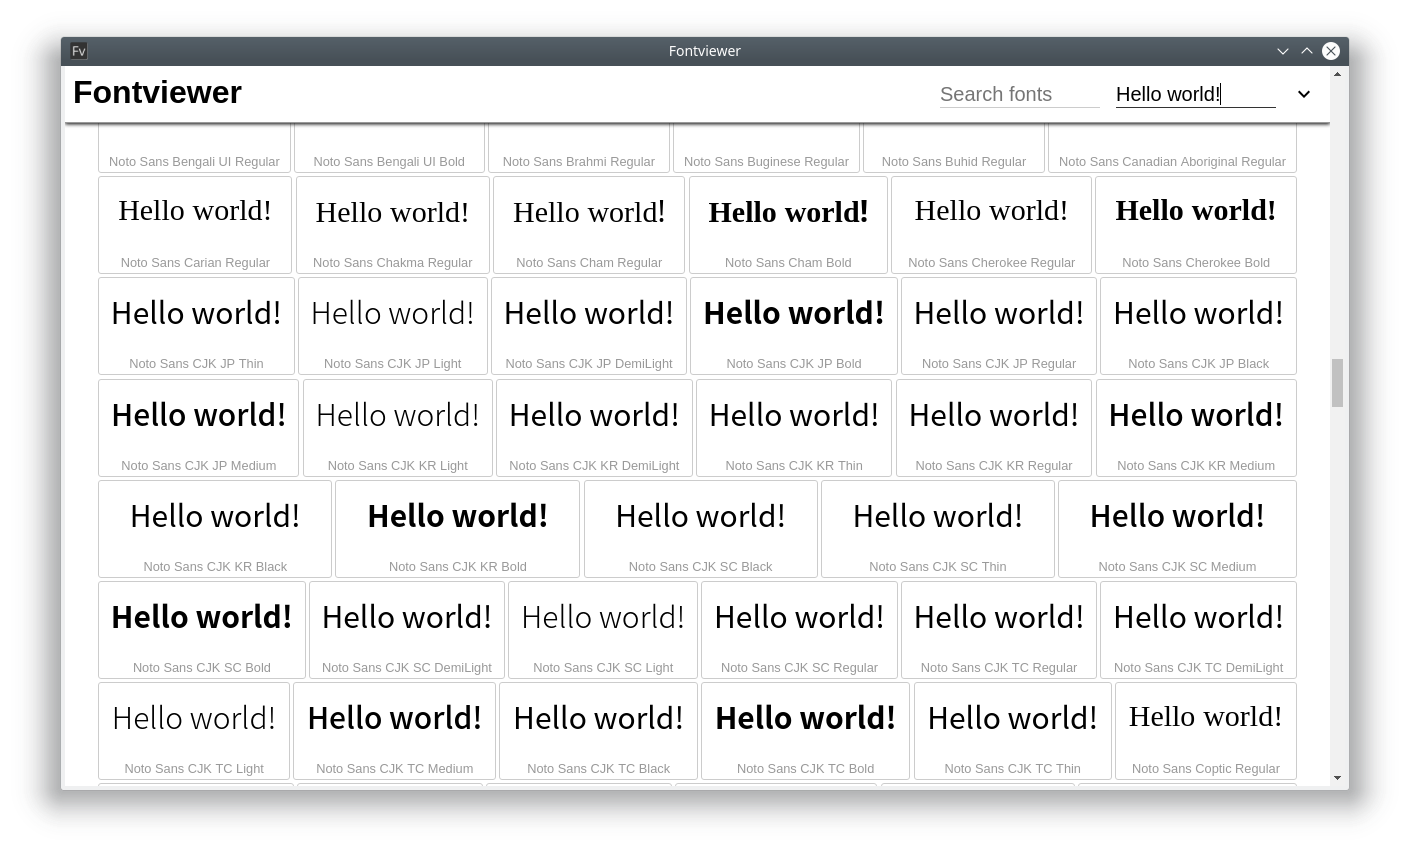 Fv
Fontviewer
Fontviewer
Search fonts
Hello world!
Noto Sans Bengali UI Regular Noto Sans Bengali UI Bold Noto Sans Brahmi Regular Noto Sans Buginese Regular Noto Sans Buhid Regular Noto Sans Canadian Aboriginal Regular
Hello world! Hello world! Hello world! Hello world! Hello world! Hello world!
Noto Sans Carian Regular Noto Sans Chakma Regular Noto Sans Cham Regular Noto Sans Cham Bold Noto Sans Cherokee Regular Noto Sans Cherokee Bold
Hello world! Hello world! Hello world! Hello world! Hello world! Hello world!
Noto Sans CJK JP Thin Noto Sans CJK JP Light Noto Sans CJK JP DemiLight Noto Sans CJK JP Bold Noto Sans CJK JP Regular Noto Sans CJK JP Black
Hello world! Hello world! Hello world! Hello world! Hello world! Hello world!
Noto Sans CJK JP Medium Noto Sans CJK KR Light Noto Sans CJK KR DemiLight Noto Sans CJK KR Thin Noto Sans CJK KR Regular Noto Sans CJK KR Medium
Hello world! Hello world! Hello world! Hello world! Hello world!
Noto Sans CJK KR Black Noto Sans CJK KR Bold Noto Sans CJK SC Black Noto Sans CJK SC Thin Noto Sans CJK SC Medium
Hello world! Hello world! Hello world! Hello world! Hello world! Hello world!
Noto Sans CJK SC Bold Noto Sans CJK SC DemiLight Noto Sans CJK SC Light Noto Sans CJK SC Regular Noto Sans CJK TC Regular Noto Sans CJK TC DemiLight
Hello world! Hello world! Hello world! Hello world! Hello world! Hello world!
Noto Sans CJK TC Light Noto Sans CJK TC Medium Noto Sans CJK TC Black Noto Sans CJK TC Bold Noto Sans CJK TC Thin Noto Sans Coptic Regular